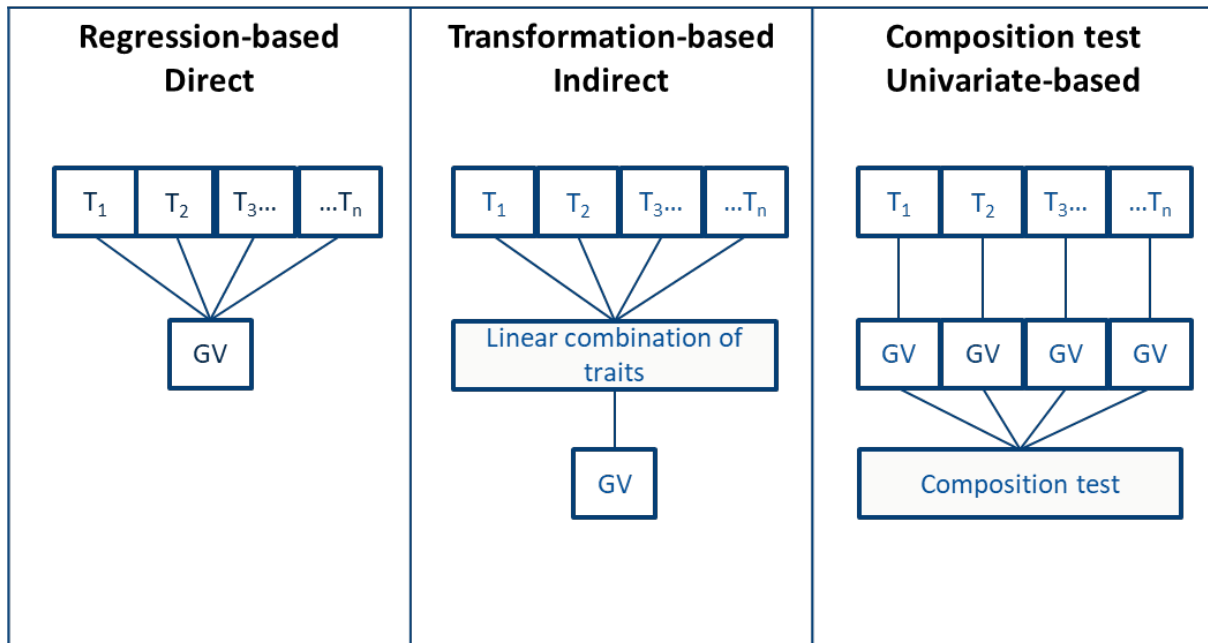 Regression-based
Direct
T1 T2 T3... ...Tn
GV
Transformation-based
Indirect
T1 T2 T3... ...Tn
Linear combination of
traits
GV
Composition test
Univariate-based
T1 T2 T3... ...Tn
GV GV GV GV
Composition test